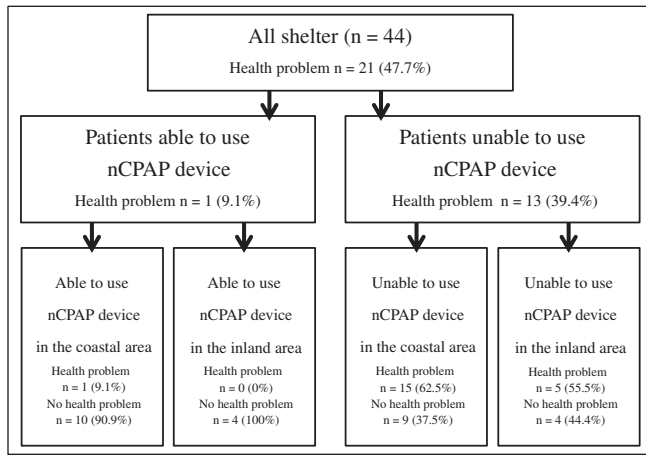 All shelter (n = 44)
Health problem n = 21 (47.7%)
Patients able to use
nCPAP device
Health problem n = 1 (9.1%)
Patients unable to use
nCPAP device
Health problem n = 13 (39.4%)
Able to use
nCPAP device
in the coastal area
Health problem
n = 1 (9.1%)
No health problem
n = 10 (90.9%)
Able to use
nCPAP device
in the inland area
Health problem
n = 0 (0%)
No health problem
n = 4 (100%)
Unable to use
nCPAP device
in the coastal area
Health problem
n = 15 (62.5%)
No health problem
n = 9 (37.5%)
Unable to use
nCPAP device
in the inland area
Health problem
n = 5 (55.5%)
No health problem
n = 4 (44.4%)